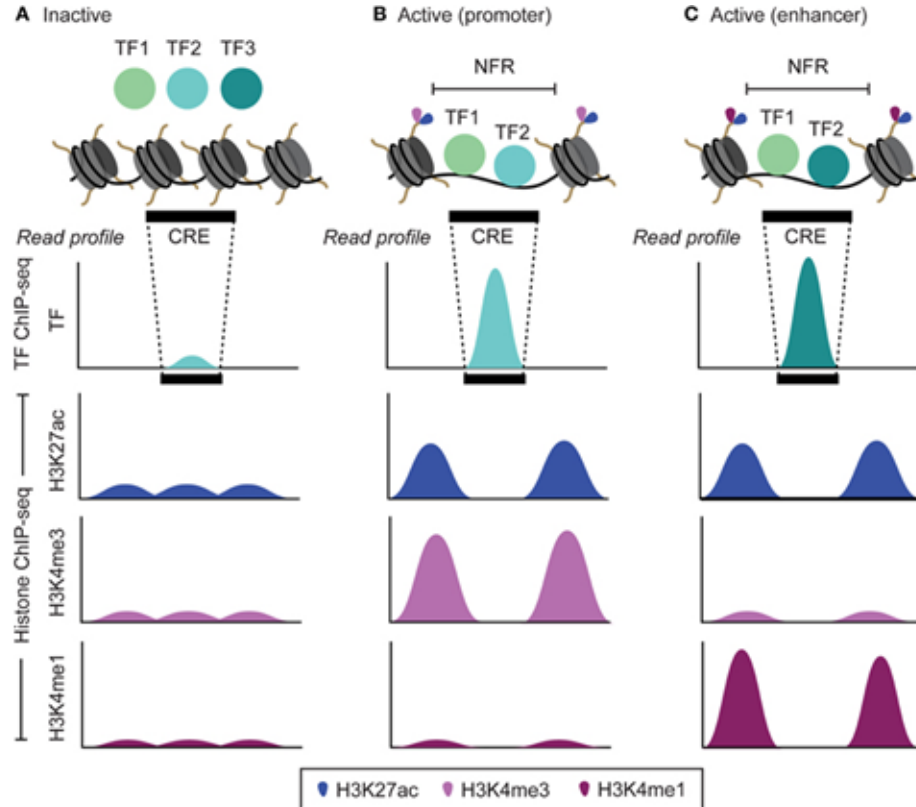 A Inactive
TF1 TF2 TF3
Read profile
CRE
B Active (promoter)
NFR
TF1
TF2
Read profile
CRE
C Active (enhancer)
NFR
TF1
TF2
Read profile
CRE
TF ChIP-seq
TF
Histone ChIP-seq
H3K27ac
H3K4me3
H3K4me1
H3K27ac H3K4me3 H3K4me1